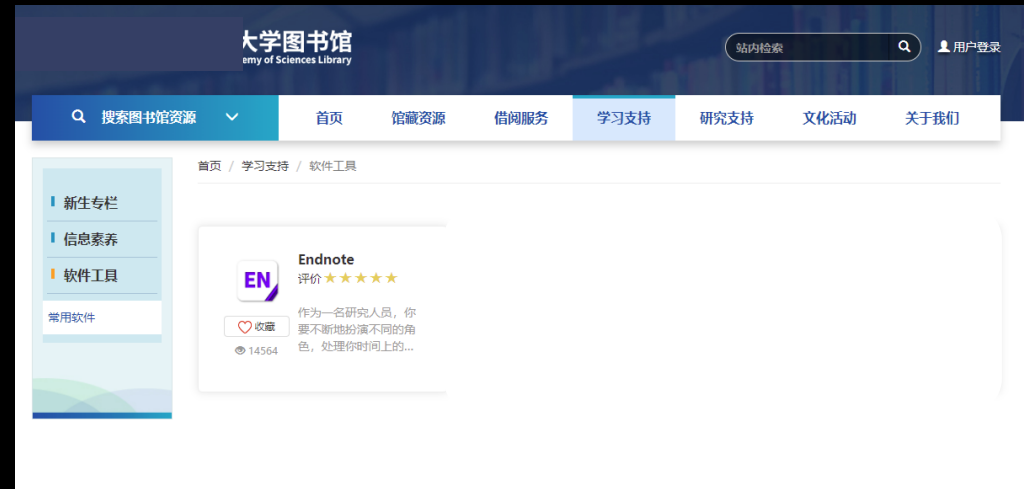 大学图书馆
emy of Sciences Library
站内检索
用户登录
搜索图书馆资源
首页
馆藏资源
借阅服务
学习支持
研究支持
文化活动
关于我们
首页 / 学习支持 / 软件工具
新生专栏
信息素养
软件工具
常用软件
EN
收藏
14564
Endnote
评价
作为一名研究人员，你
要不断地扮演不同的角
色，处理你时间上的...